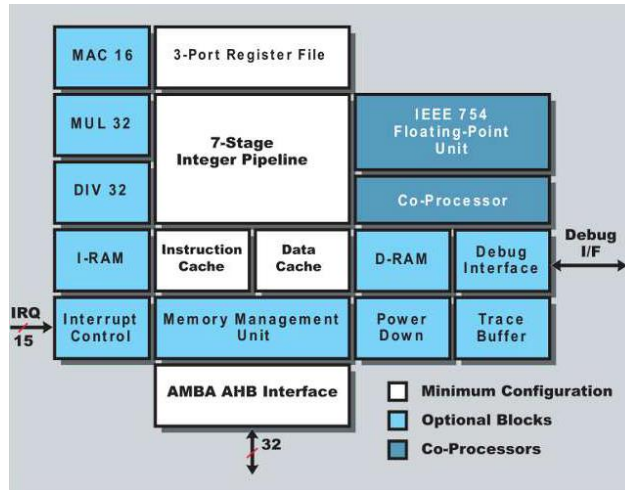 MAC 16
3-Port Register File
MUL 32
7-Stage
Integer Pipeline
IEEE 754
Floating-Point
Unit
DIV 32
Co-Processor
I-RAM
Instruction
Cache
Data
Cache
D-RAM
Debug
Interface
Debug
I/F
IRQ
15
Interrupt
Control
Memory Management
Unit
Power
Down
Trace
Buffer
AMBA AHB Interface
32
Minimum Configuration
Optional Blocks
Co-Processors